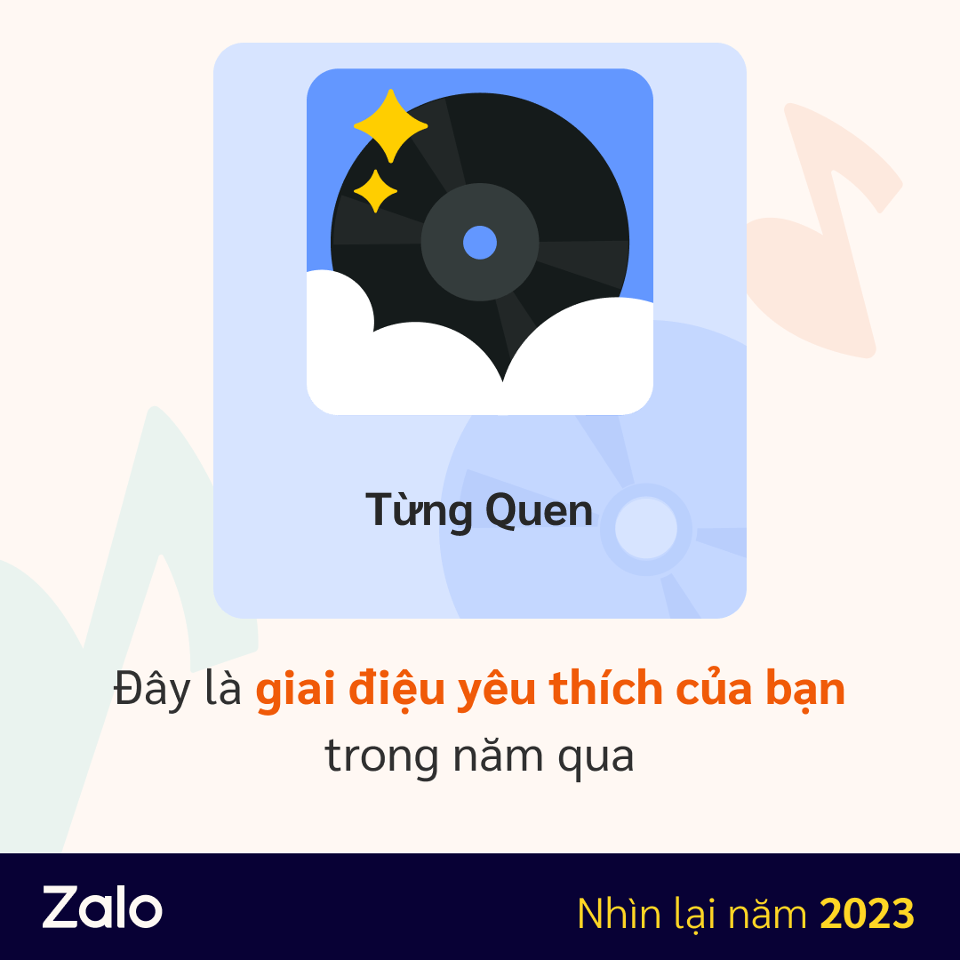 Từng Quen
Đây là giai điệu yêu thích của bạn
trong năm qua
Zalo
Nhìn lại năm 2023